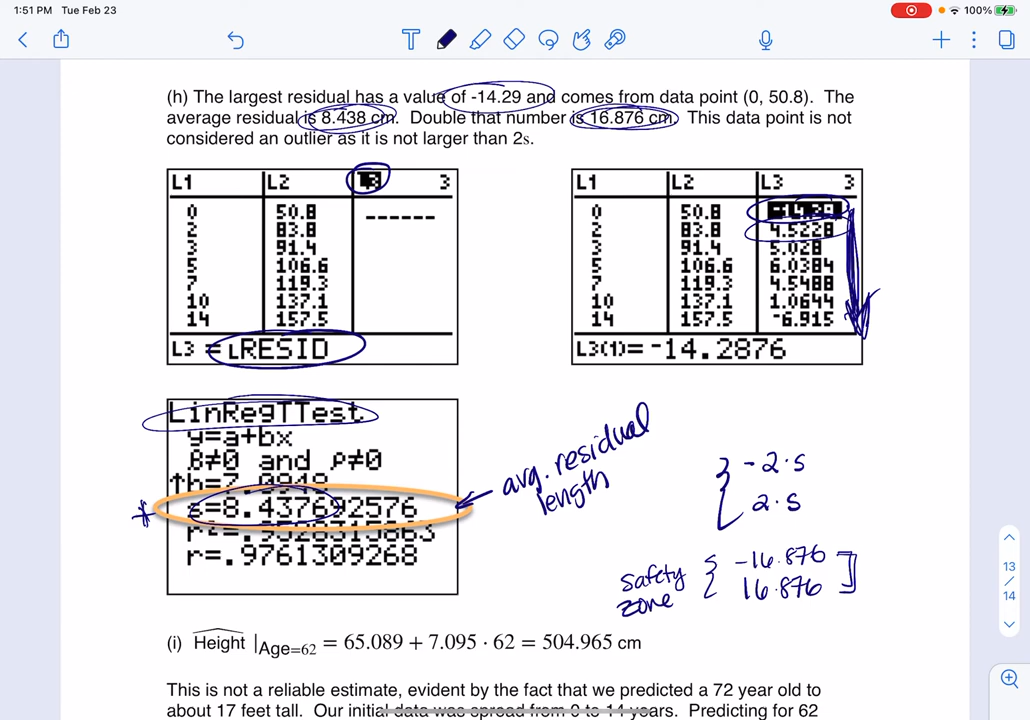 1:51 PM Tue Feb 23
100%
(h) The largest residual has a value of -14.29 and comes from data point (0, 50.8). The
average residual is 8.438 cm. Double that number is 16.876 cm. This data point is not
considered an outlier as it is not larger than 2s.
L1 L2 L3 3
0 50.8 ------
2 83.8
3 91.4
5 106.6
7 119.3
10 137.1
14 157.5
L3 =LRESID
L1 L2 L3 3
0 50.8 -14.29
2 83.8 4.5228
3 91.4 5.028
5 106.6 6.0384
7 119.3 4.5488
10 137.1 1.0644
14 157.5 -6.915
L3(1)=-14.2876
LinRegTTest
y=a+bx
β≠0 and ρ≠0
↑b=7.0949
s=8.437632576
r²=.9528315863
r=.9761309268
avg. residual
length
-2·s
2·s
safety
zone
-16.876
16.876
(i) Height |Age=62 = 65.089 + 7.095 · 62 = 504.965 cm
This is not a reliable estimate, evident by the fact that we predicted a 72 year old to
about 17 feet tall. Our initial data was spread from 0 to 14 years. Predicting for 62
13
/
14